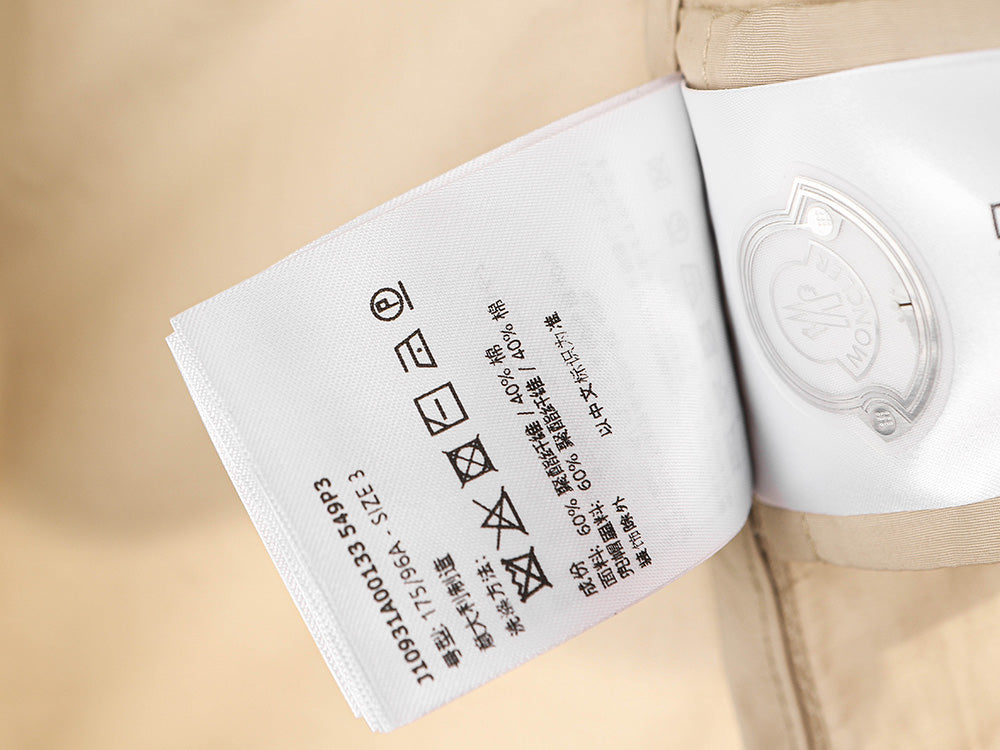 J10931A00133 549P3
号型: 175/96A - SIZE 3
意大利制造
洗涤方法:
P
成份
面料: 60% 聚酯纤维 / 40% 棉
兜帽里料: 60% 聚酯纤维 / 40% 棉
装饰除外
以中文标识为准
MONCLER